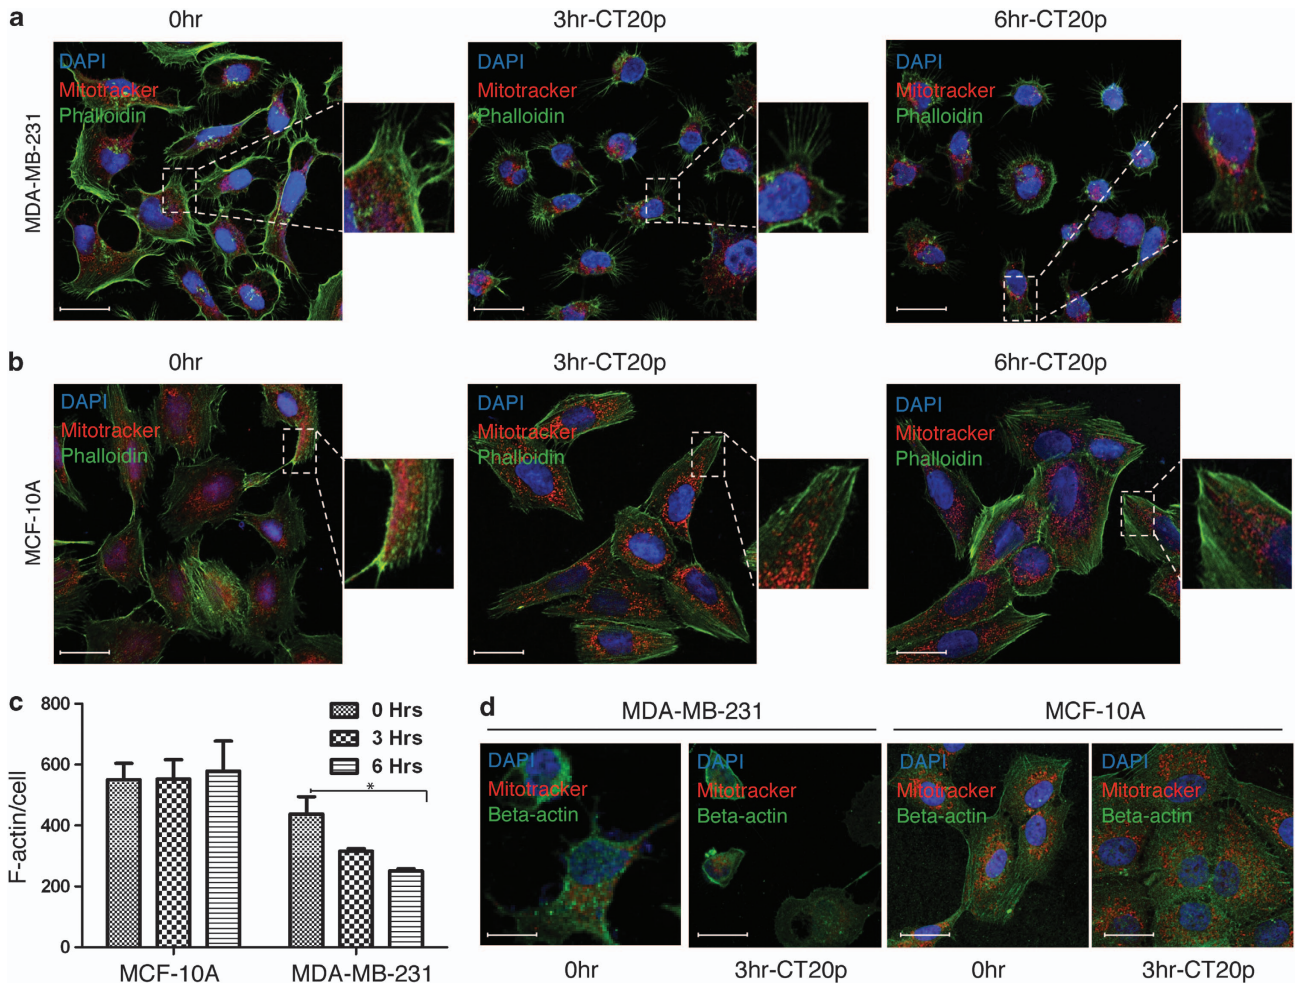 a
0hr
3hr-CT20p
6hr-CT20p
MDA-MB-231
DAPI
Mitotracker
Phalloidin
DAPI
Mitotracker
Phalloidin
DAPI
Mitotracker
Phalloidin
b
0hr
3hr-CT20p
6hr-CT20p
MCF-10A
DAPI
Mitotracker
Phalloidin
DAPI
Mitotracker
Phalloidin
DAPI
Mitotracker
Phalloidin
c
F-actin/cell
800
600
400
200
0
0 Hrs
3 Hrs
6 Hrs
*
MCF-10A
MDA-MB-231
d
MDA-MB-231
MCF-10A
DAPI
Mitotracker
Beta-actin
DAPI
Mitotracker
Beta-actin
DAPI
Mitotracker
Beta-actin
DAPI
Mitotracker
Beta-actin
0hr
3hr-CT20p
0hr
3hr-CT20p